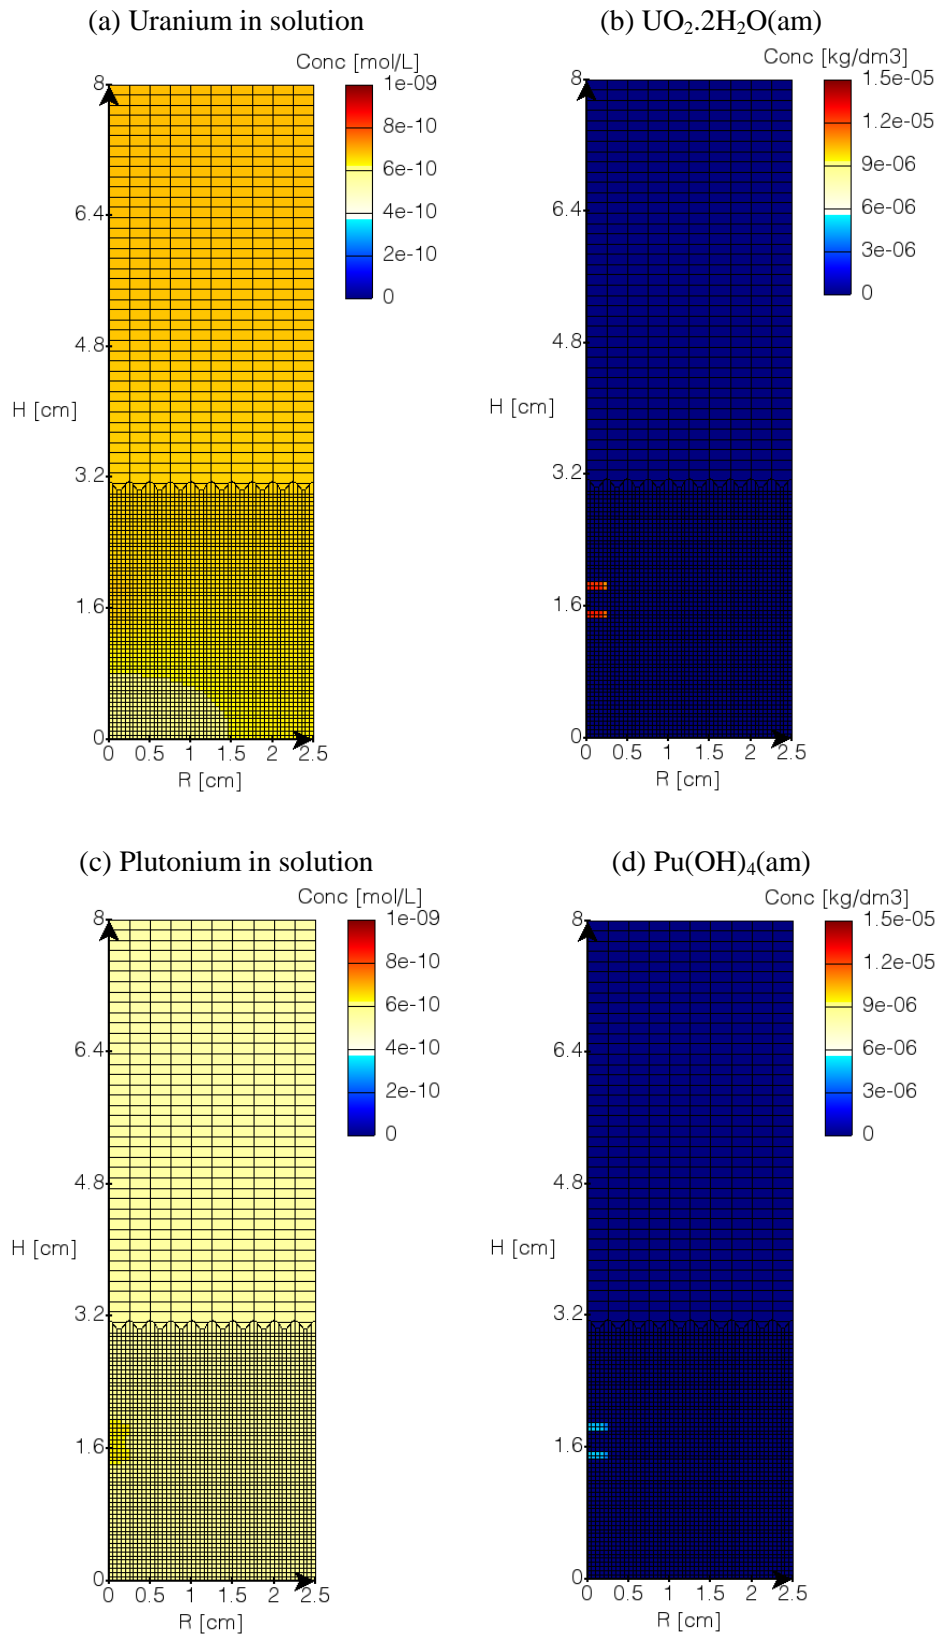 (a) Uranium in solution
Conc [mol/L]
1e-09
8e-10
6e-10
4e-10
2e-10
0
8
6.4
4.8
H [cm]
3.2
1.6
0
0 0.5 1 1.5 2 2.5
R [cm]
(b) UO₂.2H₂O(am)
Conc [kg/dm3]
1.5e-05
1.2e-05
9e-06
6e-06
3e-06
0
8
6.4
4.8
H [cm]
3.2
1.6
0
0 0.5 1 1.5 2 2.5
R [cm]
(c) Plutonium in solution
Conc [mol/L]
1e-09
8e-10
6e-10
4e-10
2e-10
0
8
6.4
4.8
H [cm]
3.2
1.6
0
0 0.5 1 1.5 2 2.5
R [cm]
(d) Pu(OH)₄(am)
Conc [kg/dm3]
1.5e-05
1.2e-05
9e-06
6e-06
3e-06
0
8
6.4
4.8
H [cm]
3.2
1.6
0
0 0.5 1 1.5 2 2.5
R [cm]